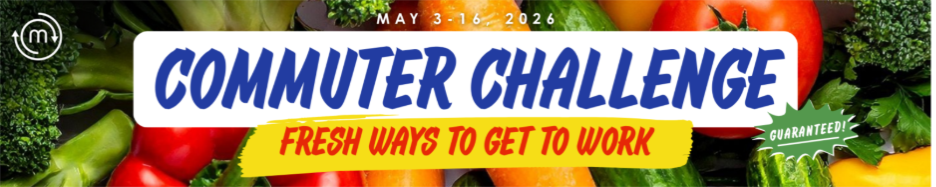 MAY 3-16, 2026
m
COMMUTER CHALLENGE
FRESH WAYS TO GET TO WORK
GUARANTEED!